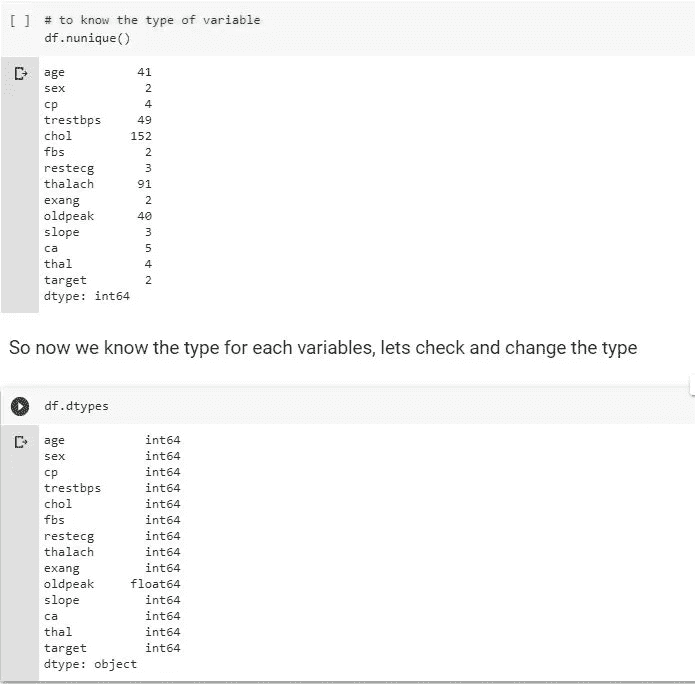 [ ] # to know the type of variable
df.nunique()
age 41
sex 2
cp 4
trestbps 49
chol 152
fbs 2
restecg 3
thalach 91
exang 2
oldpeak 40
slope 3
ca 5
thal 4
target 2
dtype: int64
So now we know the type for each variables, lets check and change the type
df.dtypes
age int64
sex int64
cp int64
trestbps int64
chol int64
fbs int64
restecg int64
thalach int64
exang int64
oldpeak float64
slope int64
ca int64
thal int64
target int64
dtype: object